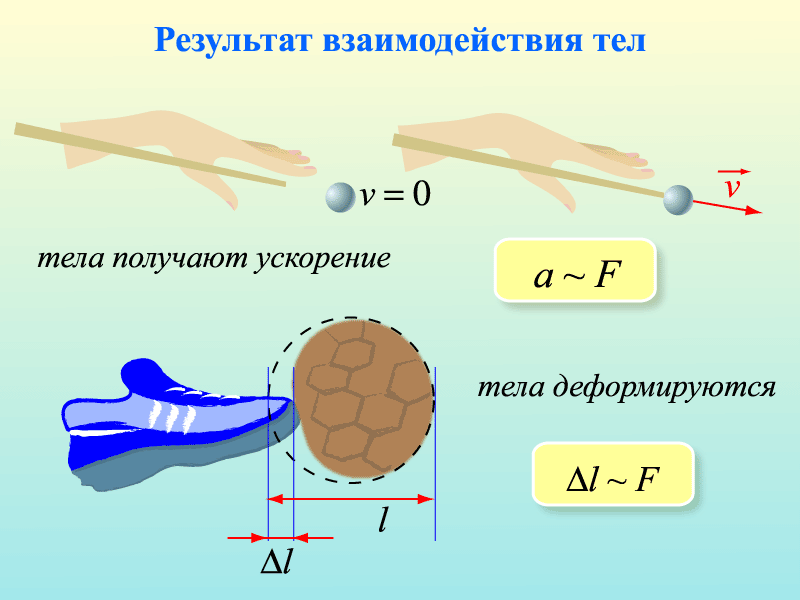 Результат взаимодействия тел
v = 0
v
тела получают ускорение
a ~ F
тела деформируются
Δl ~ F
l
Δl